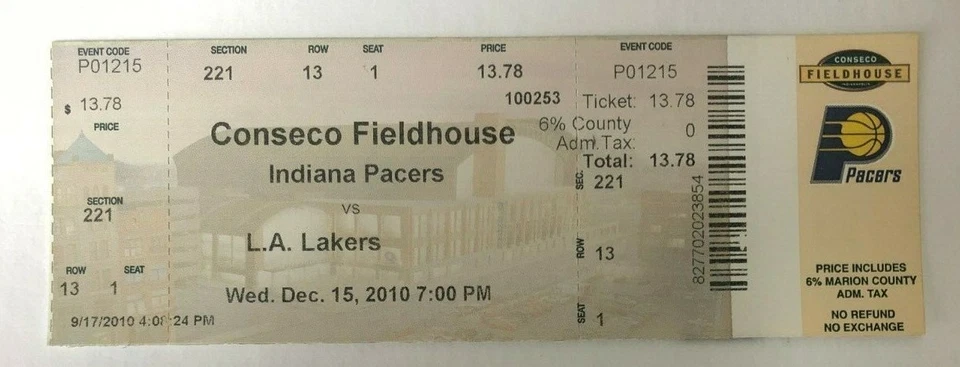 EVENT CODE
P01215
$ 13.78
PRICE
SECTION
221
ROW SEAT
13 1
9/17/2010 4:08:24 PM
SECTION ROW SEAT PRICE
221 13 1 13.78
100253
Conseco Fieldhouse
Indiana Pacers
vs
L.A. Lakers
Wed. Dec. 15, 2010 7:00 PM
EVENT CODE
P01215
Ticket: 13.78
6% County
Adm.Tax: 0
Total: 13.78
SEC. 221
ROW 13
SEAT 1
827702023854
CONSECO
FIELDHOUSE
INDIANAPOLIS
Pacers
PRICE INCLUDES
6% MARION COUNTY
ADM. TAX
NO REFUND
NO EXCHANGE